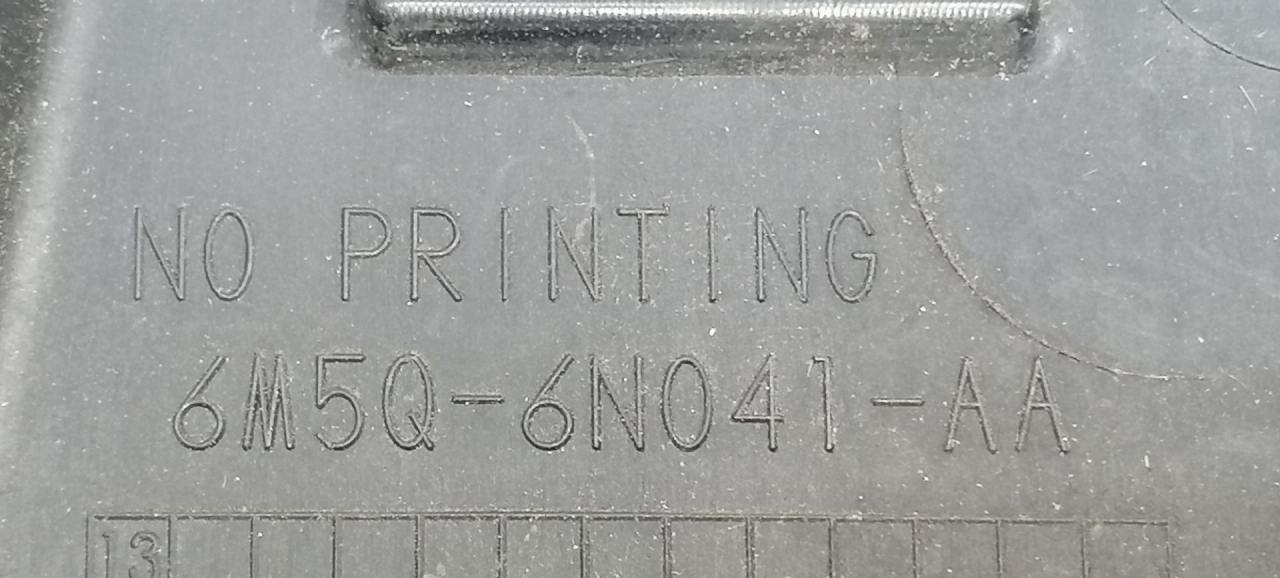 NO PRINTING
6M5Q-6N041-AA
13